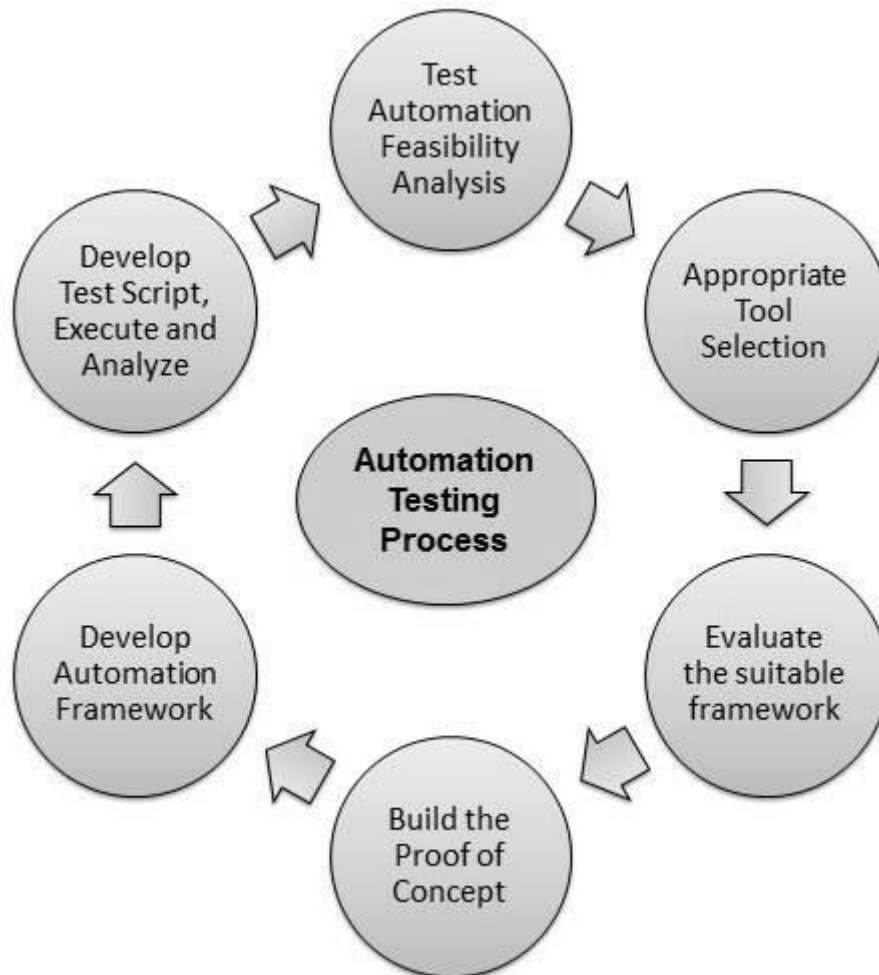 Test
Automation
Feasibility
Analysis
Appropriate
Tool
Selection
Evaluate
the suitable
framework
Build the
Proof of
Concept
Develop
Automation
Framework
Develop
Test Script,
Execute and
Analyze
Automation
Testing
Process